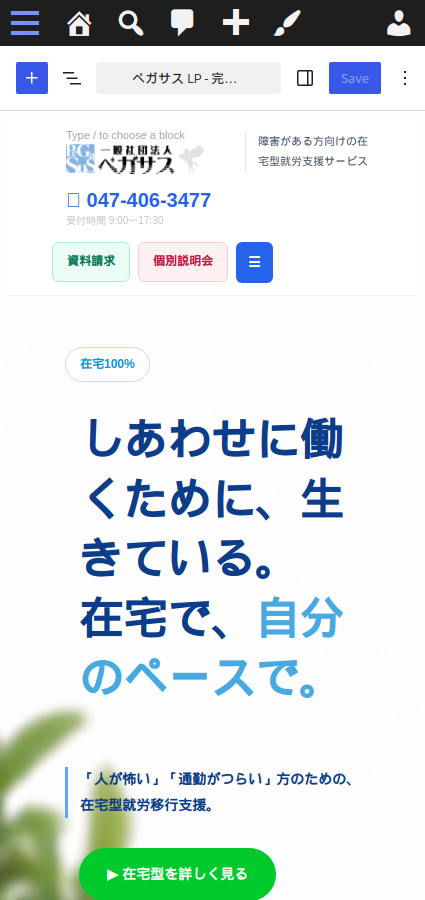 ペガサス LP - 完…
Save
Type / to choose a block
一般社団法人
ペガサス
障害がある方向けの在
宅型就労支援サービス
047-406-3477
受付時間 9:00〜17:30
資料請求
個別説明会
在宅100%
しあわせに働
くために、生
きている。
在宅で、自分
のペースで。
「人が怖い」「通勤がつらい」方のための、
在宅型就労移行支援。
▶ 在宅型を詳しく見る